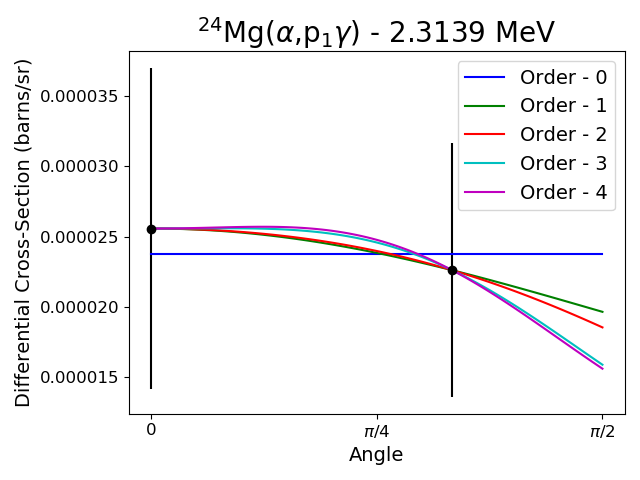 ²⁴Mg(α,p₁γ) - 2.3139 MeV
Differential Cross-Section (barns/sr)
0.000035
0.000030
0.000025
0.000020
0.000015
Order - 0
Order - 1
Order - 2
Order - 3
Order - 4
0 π/4 π/2
Angle